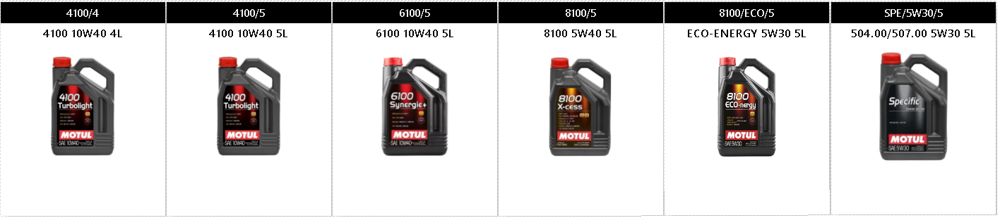 4100/4
4100 10W40 4L
4100
Turbolight
MOTUL
SAE 10W40
4100/5
4100 10W40 5L
4100
Turbolight
MOTUL
SAE 10W40
6100/5
6100 10W40 5L
6100
Synergie+
MOTUL
SAE 10W40
8100/5
8100 5W40 5L
8100
X-cess
MOTUL
8100/ECO/5
ECO-ENERGY 5W30 5L
8100
ECO-nergy
MOTUL
SAE 5W30
SPE/5W30/5
504.00/507.00 5W30 5L
Specific
MOTUL
SAE 5W30